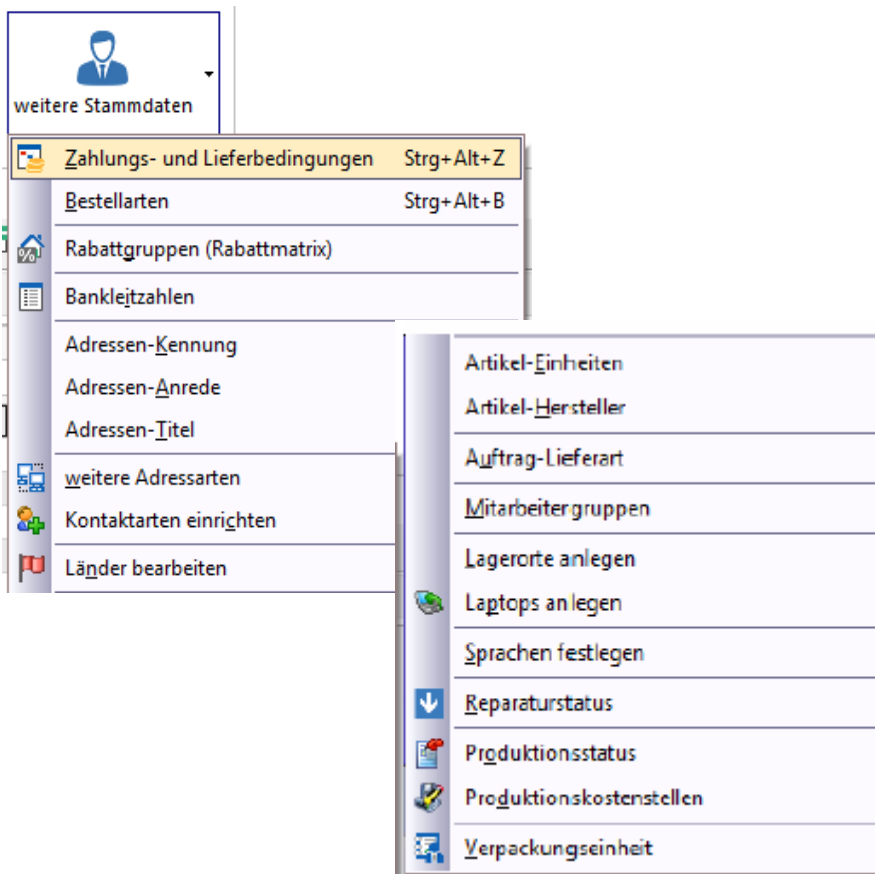 weitere Stammdaten
Zahlungs- und Lieferbedingungen Strg+Alt+Z
Bestellarten Strg+Alt+B
Rabattgruppen (Rabattmatrix)
Bankleitzahlen
Adressen-Kennung
Adressen-Anrede
Adressen-Titel
weitere Adressarten
Kontaktarten einrichten
Länder bearbeiten
Artikel-Einheiten
Artikel-Hersteller
Auftrag-Lieferart
Mitarbeitergruppen
Lagerorte anlegen
Laptops anlegen
Sprachen festlegen
Reparaturstatus
Produktionsstatus
Produktionskostenstellen
Verpackungseinheit